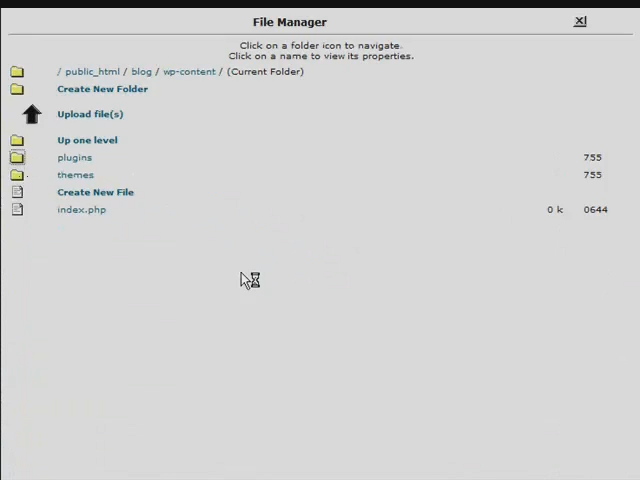 File Manager
X
Click on a folder icon to navigate.
Click on a name to view its properties.
/ public_html / blog / wp-content / (Current Folder)
Create New Folder
Upload file(s)
Up one level
plugins 755
themes 755
Create New File
index.php 0 k 0644